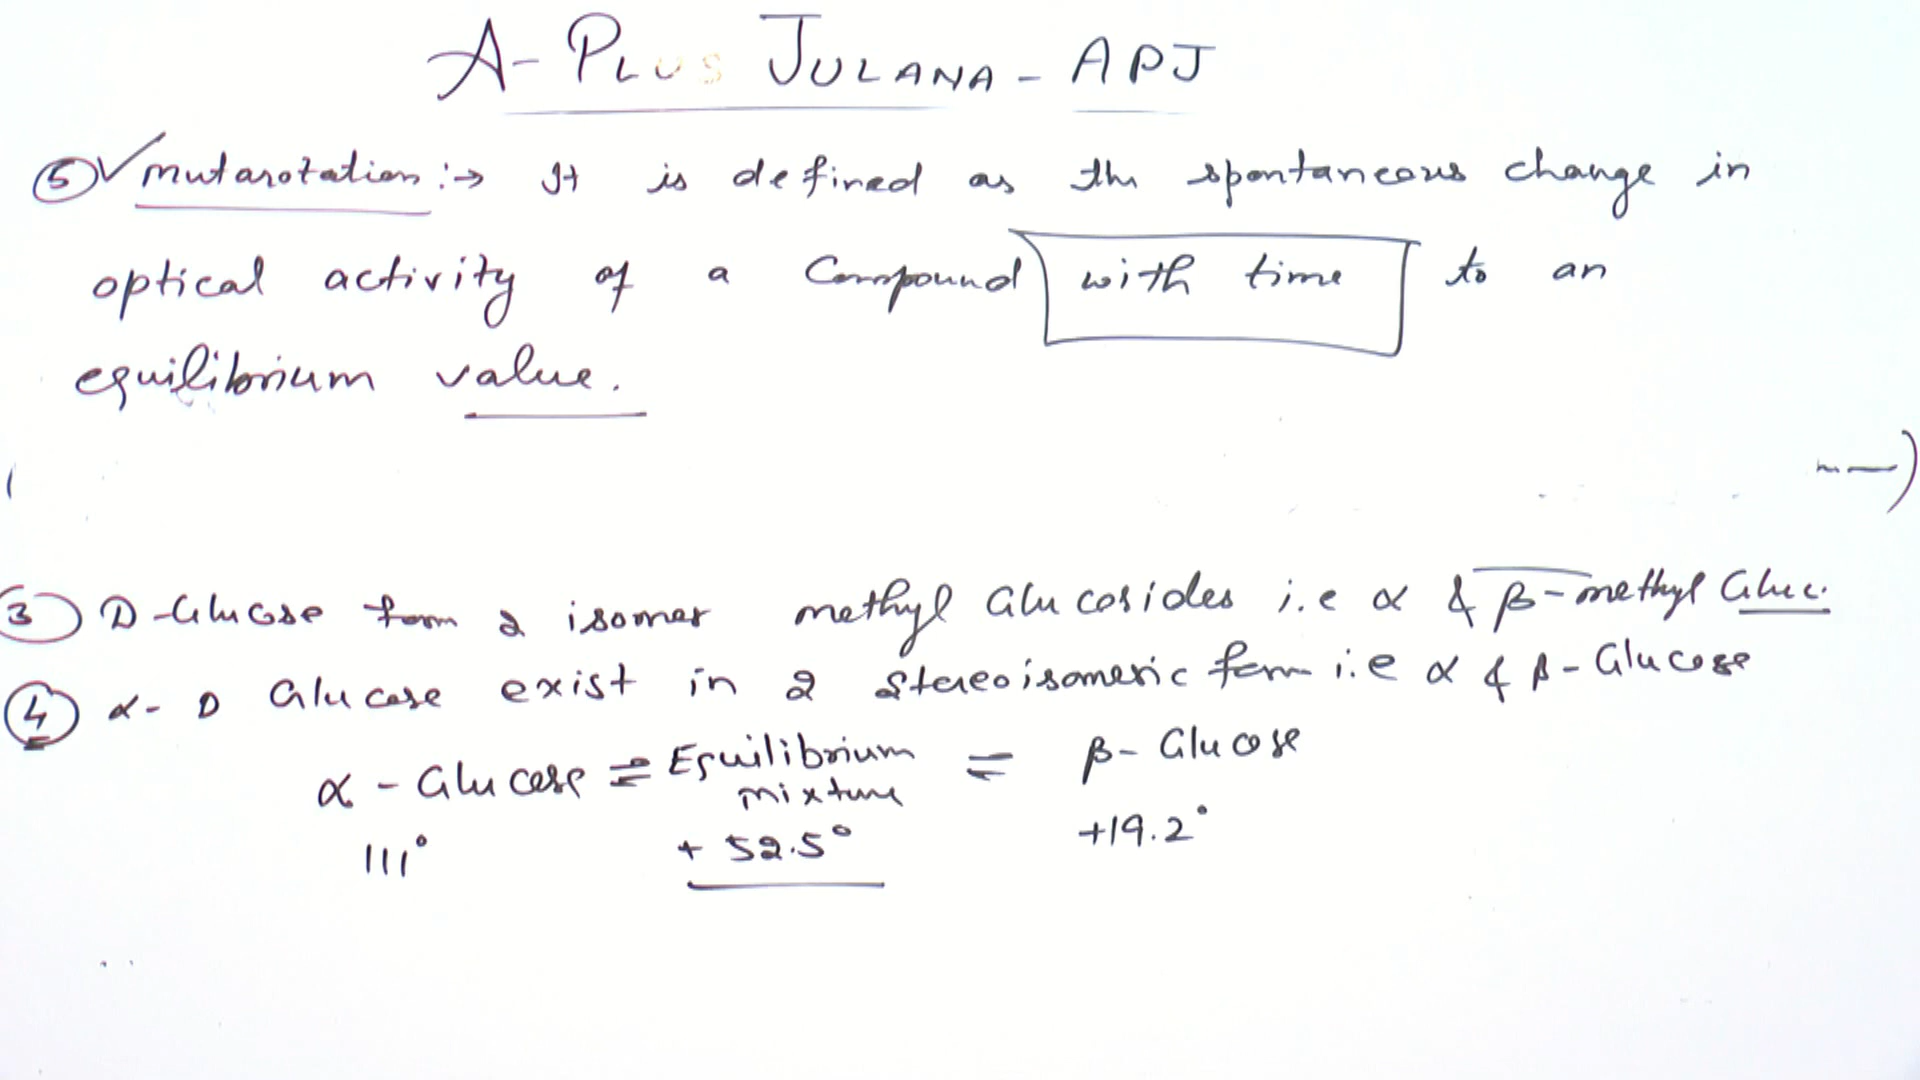 A-PLUS JULANA - APJ
5 mutarotation :→ It is defined as the spontaneous change in
optical activity of a Compound with time to an
equilibrium value.
( )
3 D-Glucose form 2 isomer methyl Glucosides i.e α & β-methyl Gluc.
4 α- D Glucose exist in 2 stereoisomeric form i.e α & β-Glucose
α - Glucose ⇌ Equilibrium mixture ⇌ β- Glucose
111° + 52.5° +19.2°